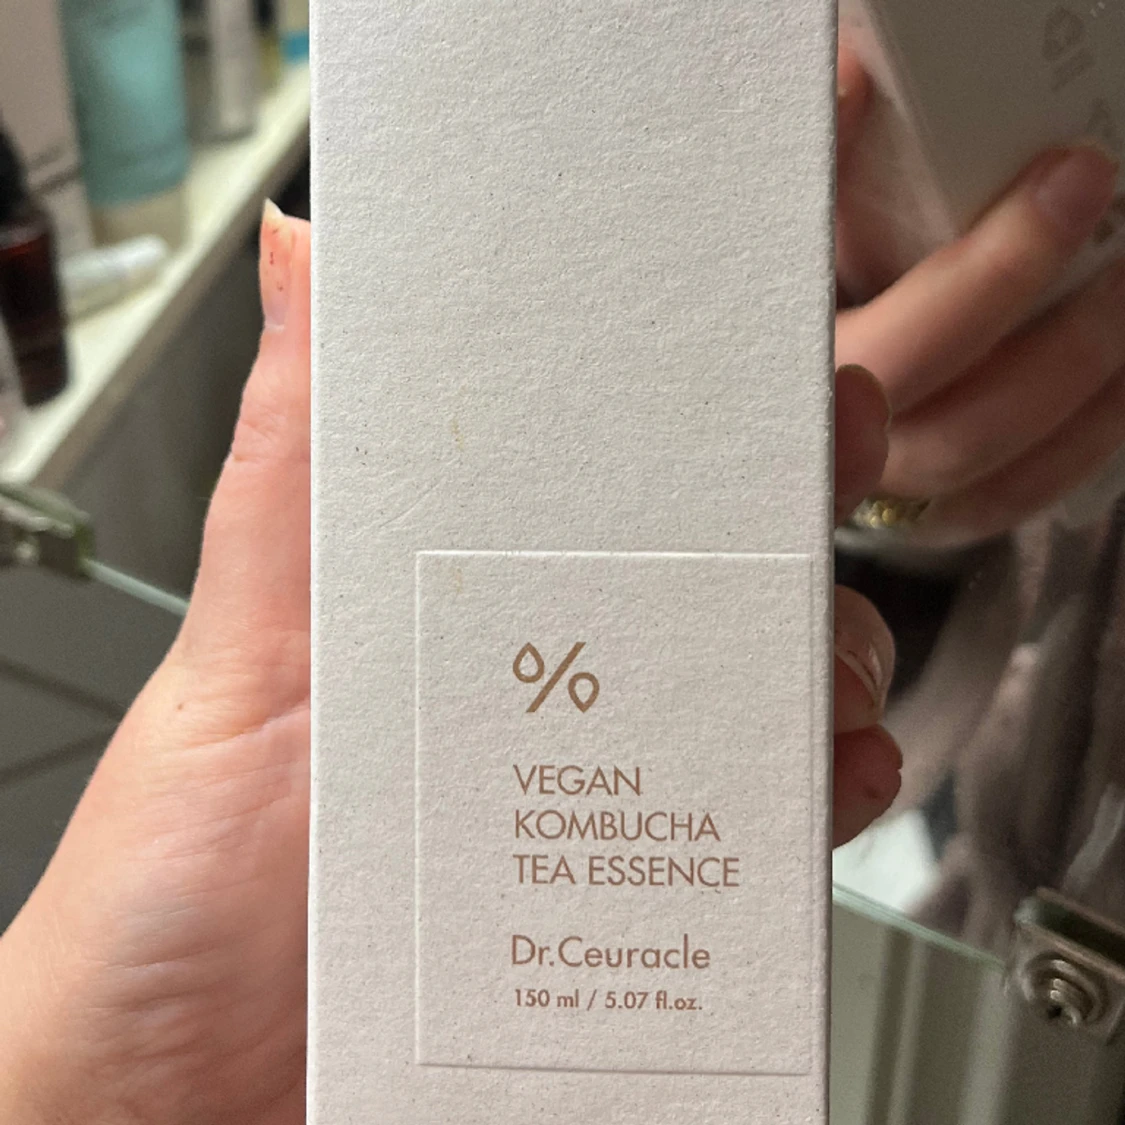 %
VEGAN
KOMBUCHA
TEA ESSENCE
Dr.Ceuracle
150 ml / 5.07 fl.oz.